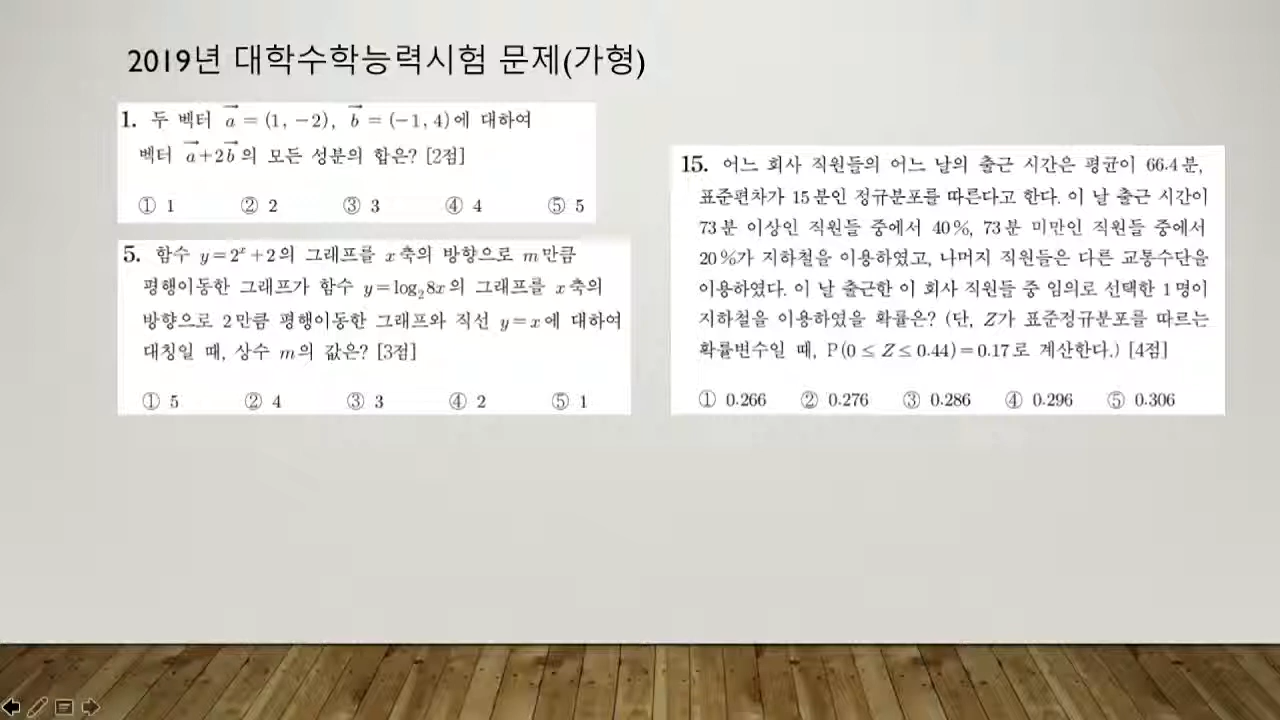 2019년 대학수학능력시험 문제(가형)
1. 두 벡터 a⃗ = (1, −2), b⃗ = (−1, 4)에 대하여
벡터 a⃗+2b⃗의 모든 성분의 합은? [2점]
① 1 ② 2 ③ 3 ④ 4 ⑤ 5
5. 함수 y=2ˣ+2의 그래프를 x축의 방향으로 m만큼
평행이동한 그래프가 함수 y=log₂8x의 그래프를 x축의
방향으로 2만큼 평행이동한 그래프와 직선 y=x에 대하여
대칭일 때, 상수 m의 값은? [3점]
① 5 ② 4 ③ 3 ④ 2 ⑤ 1
15. 어느 회사 직원들의 어느 날의 출근 시간은 평균이 66.4분,
표준편차가 15분인 정규분포를 따른다고 한다. 이 날 출근 시간이
73분 이상인 직원들 중에서 40%, 73분 미만인 직원들 중에서
20%가 지하철을 이용하였고, 나머지 직원들은 다른 교통수단을
이용하였다. 이 날 출근한 이 회사 직원들 중 임의로 선택한 1명이
지하철을 이용하였을 확률은? (단, Z가 표준정규분포를 따르는
확률변수일 때, P(0 ≤ Z ≤ 0.44) = 0.17로 계산한다.) [4점]
① 0.266 ② 0.276 ③ 0.286 ④ 0.296 ⑤ 0.306